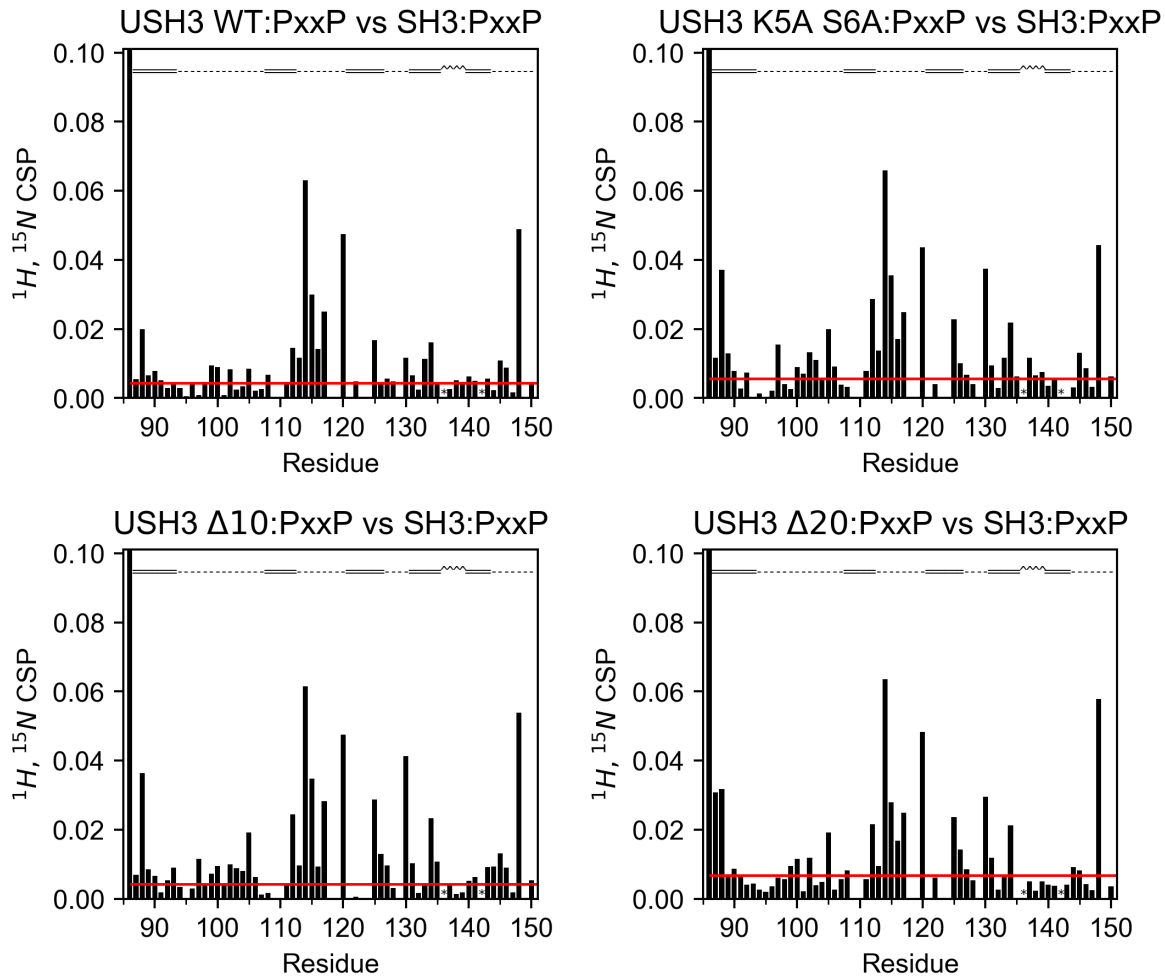 USH3 WT:PxxP vs SH3:PxxP
0.10
0.08
0.06
0.04
0.02
0.00
¹H, ¹⁵N CSP
* *
90 100 110 120 130 140 150
Residue
USH3 K5A S6A:PxxP vs SH3:PxxP
0.10
0.08
0.06
0.04
0.02
0.00
¹H, ¹⁵N CSP
* *
90 100 110 120 130 140 150
Residue
USH3 Δ10:PxxP vs SH3:PxxP
0.10
0.08
0.06
0.04
0.02
0.00
¹H, ¹⁵N CSP
* *
90 100 110 120 130 140 150
Residue
USH3 Δ20:PxxP vs SH3:PxxP
0.10
0.08
0.06
0.04
0.02
0.00
¹H, ¹⁵N CSP
* *
90 100 110 120 130 140 150
Residue